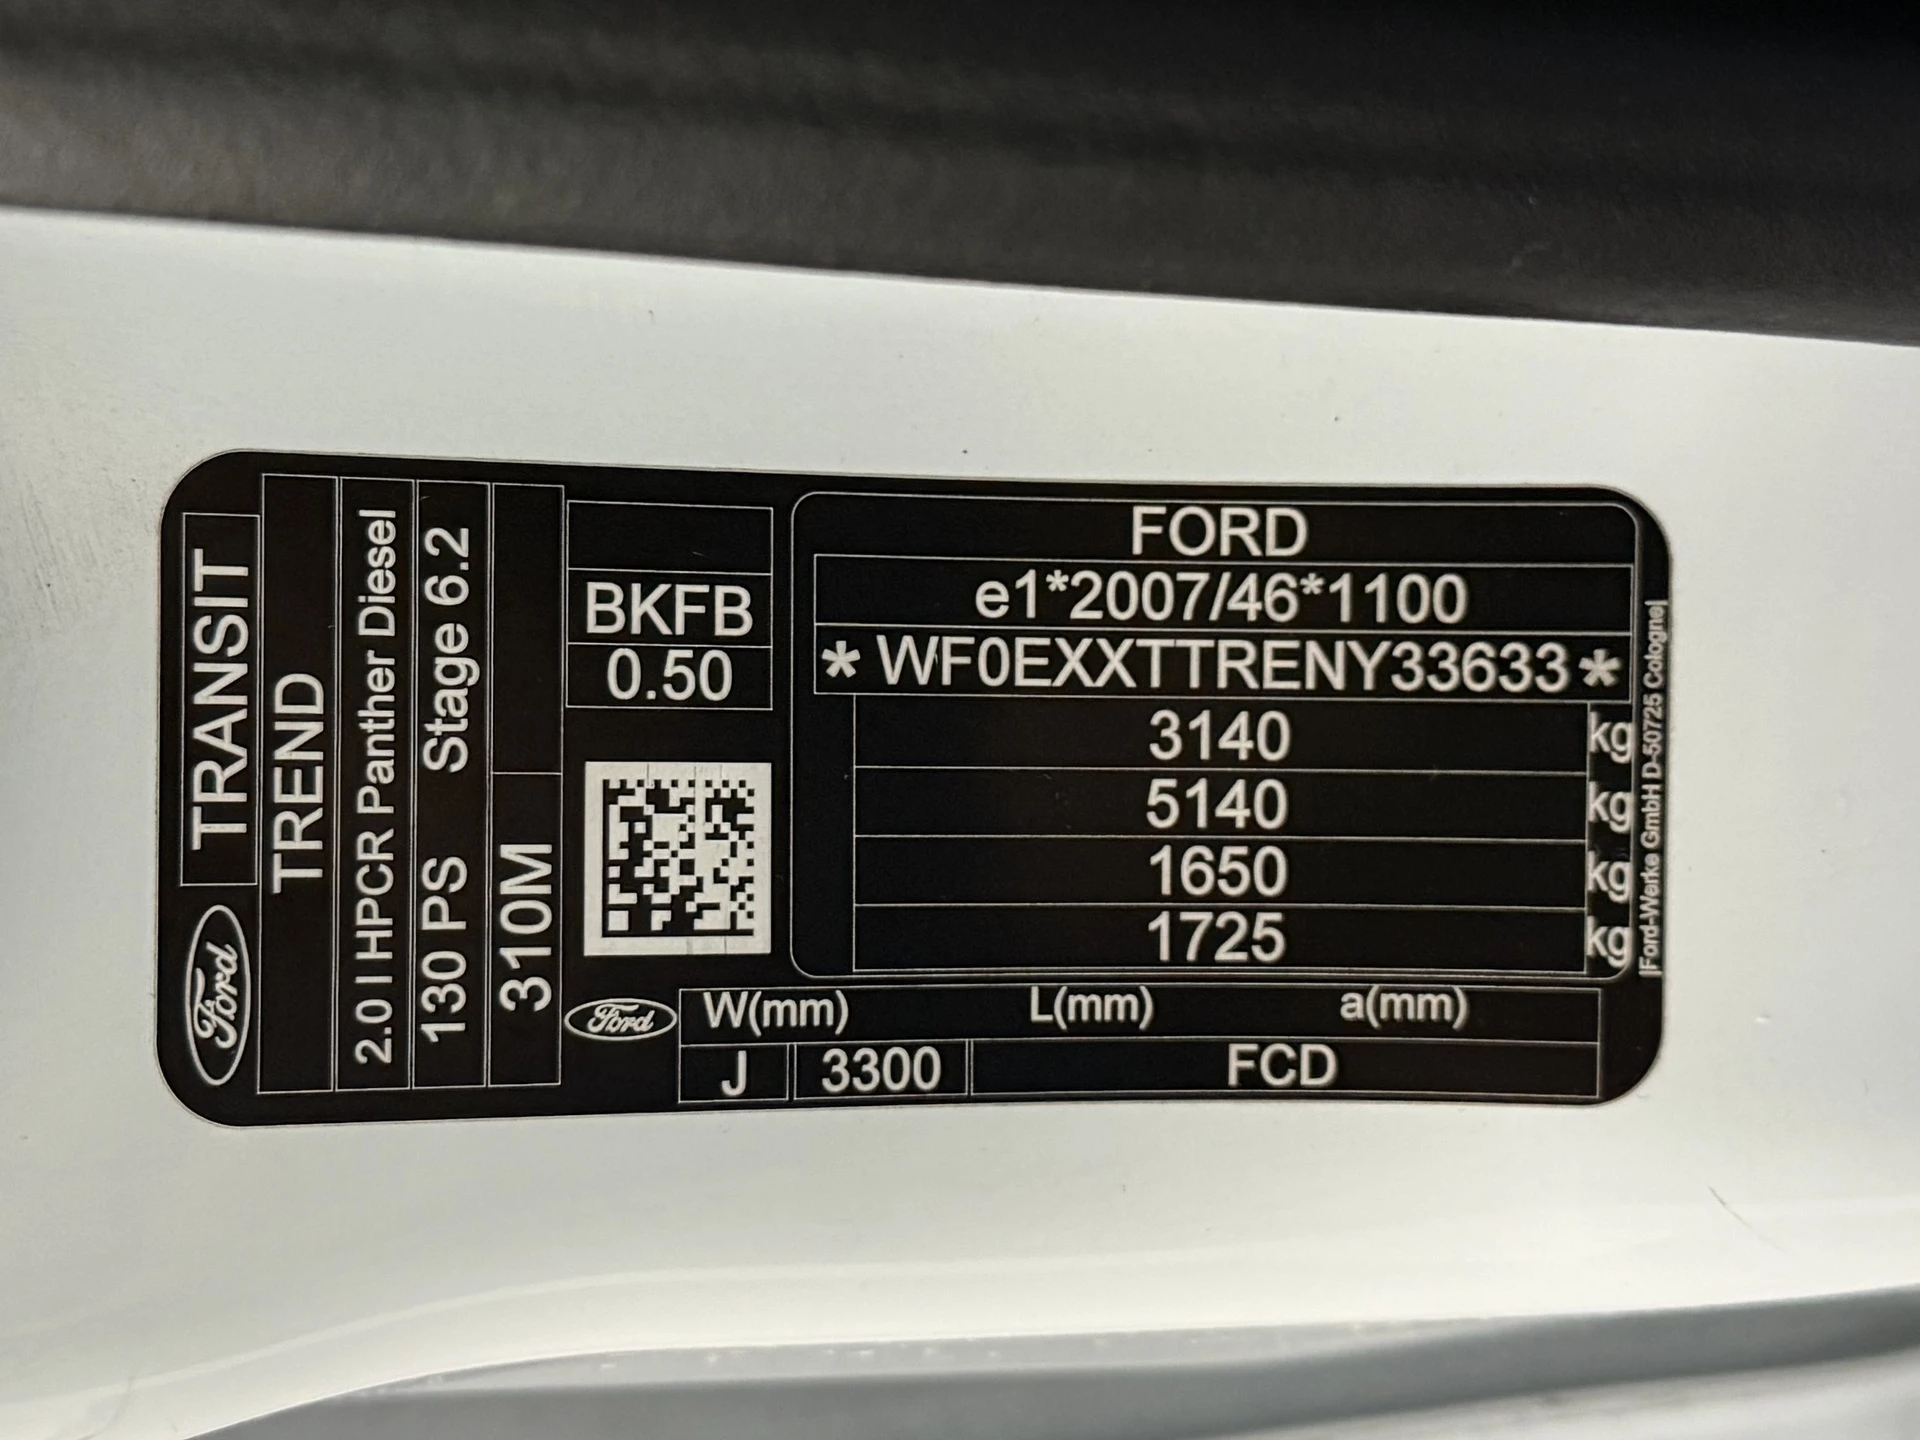 Ford
TRANSIT
TREND
2.0 l HPCR Panther Diesel
130 PS Stage 6.2
310M
BKFB
0.50
FORD
e1*2007/46*1100
* WF0EXXTTRENY33633 *
3140 kg
5140 kg
1650 kg
1725 kg
|Ford-Werke GmbH D-50725 Cologne|
Ford
W(mm) L(mm) a(mm)
J 3300 FCD